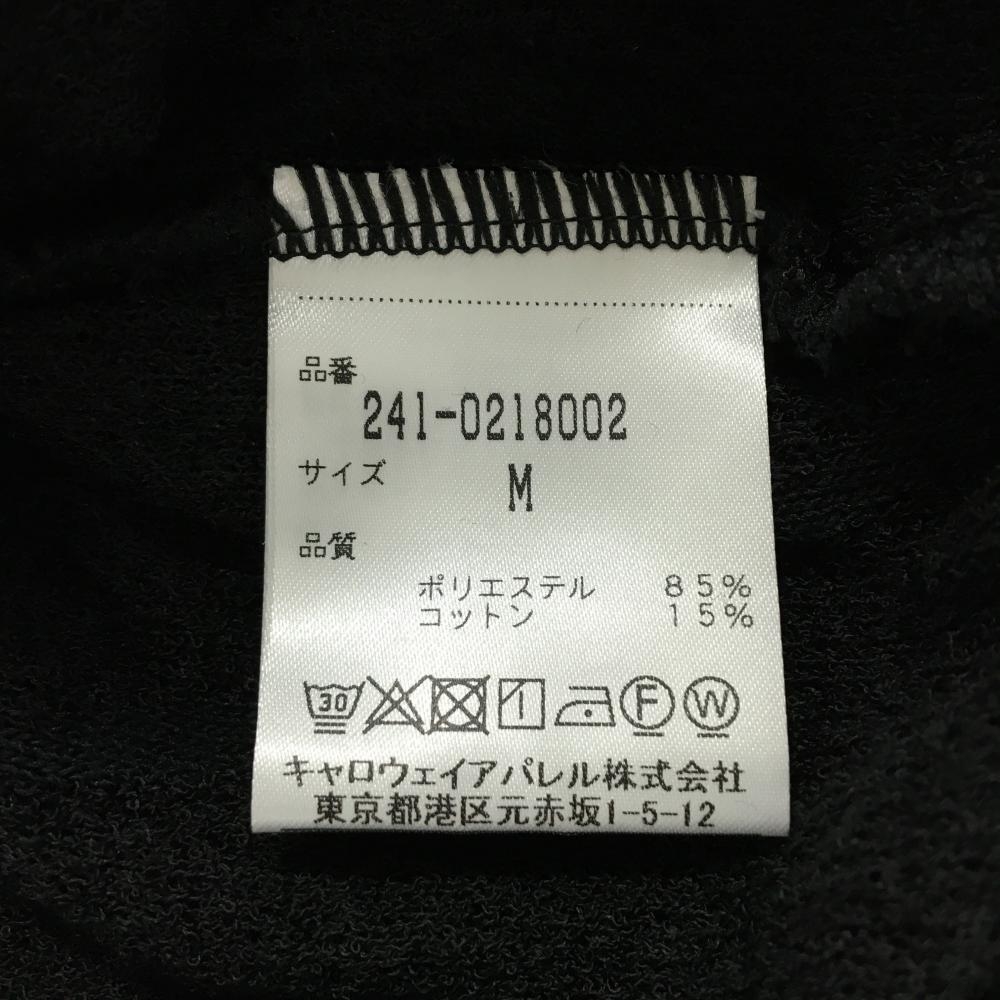 品番
241-0218002
サイズ
M
品質
ポリエステル 85%
コットン 15%
30 F W
キャロウェイアパレル株式会社
東京都港区元赤坂1-5-12